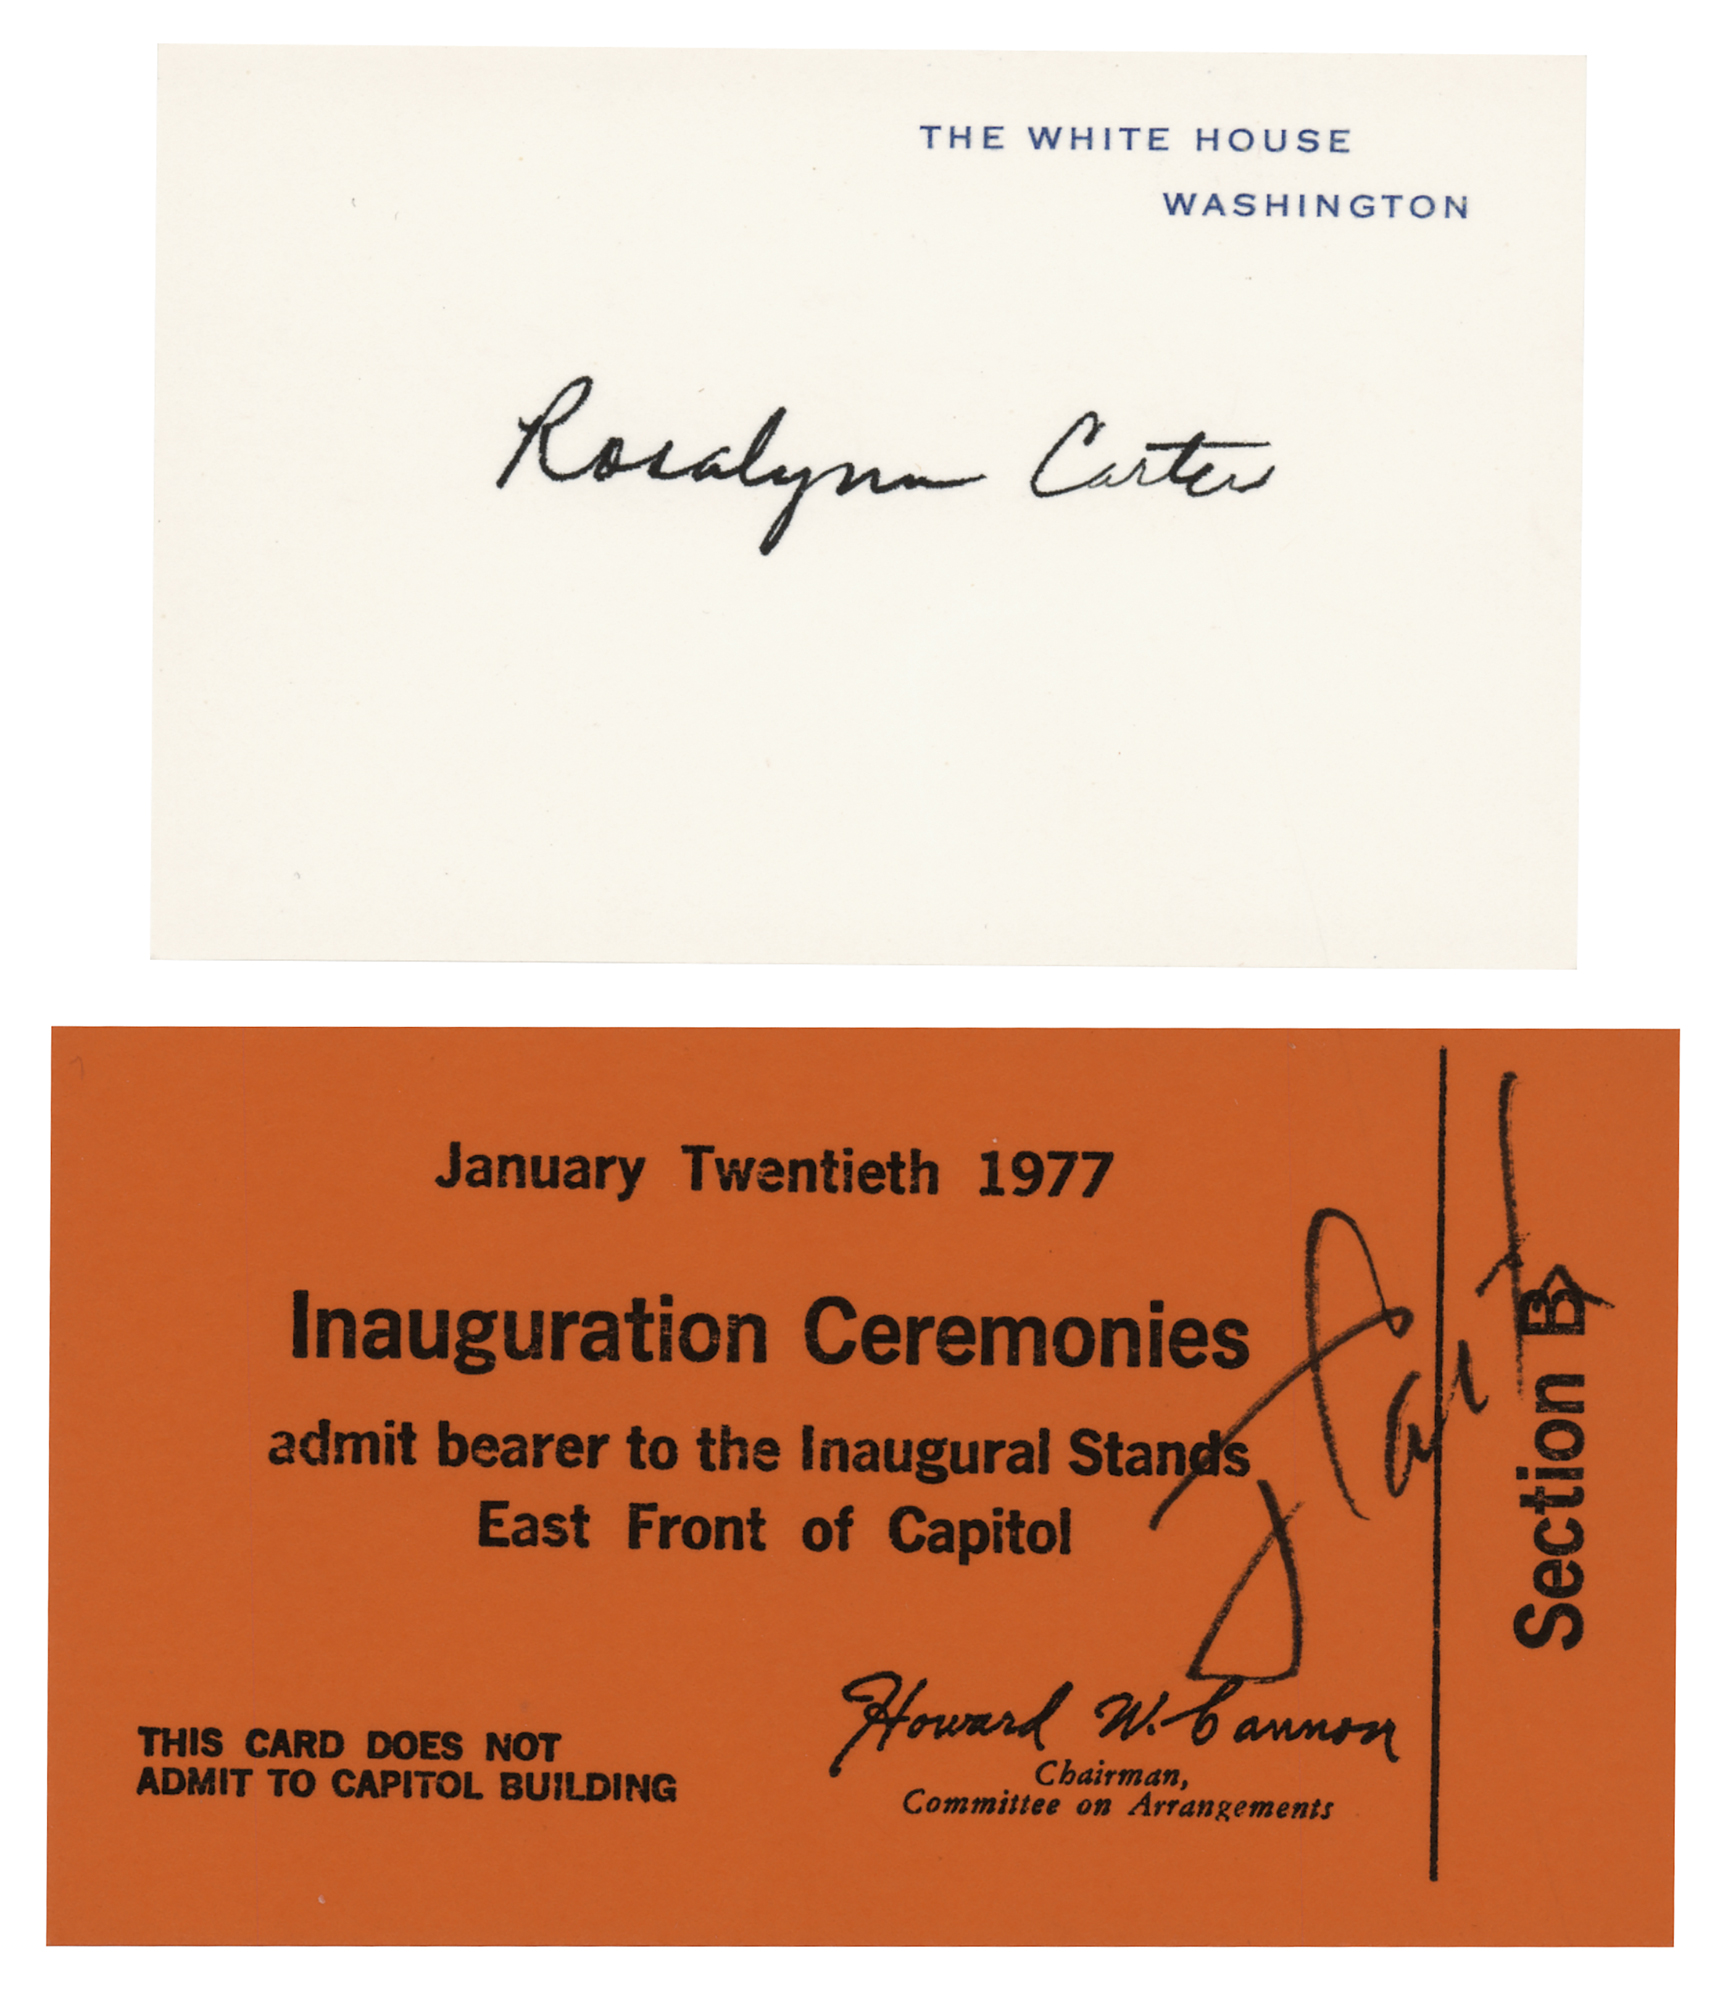 THE WHITE HOUSE
WASHINGTON
Rosalynn Carter
January Twentieth 1977
Inauguration Ceremonies
admit bearer to the Inaugural Stands
East Front of Capitol
THIS CARD DOES NOT
ADMIT TO CAPITOL BUILDING
Howard W. Cannon
Chairman,
Committee on Arrangements
Section B